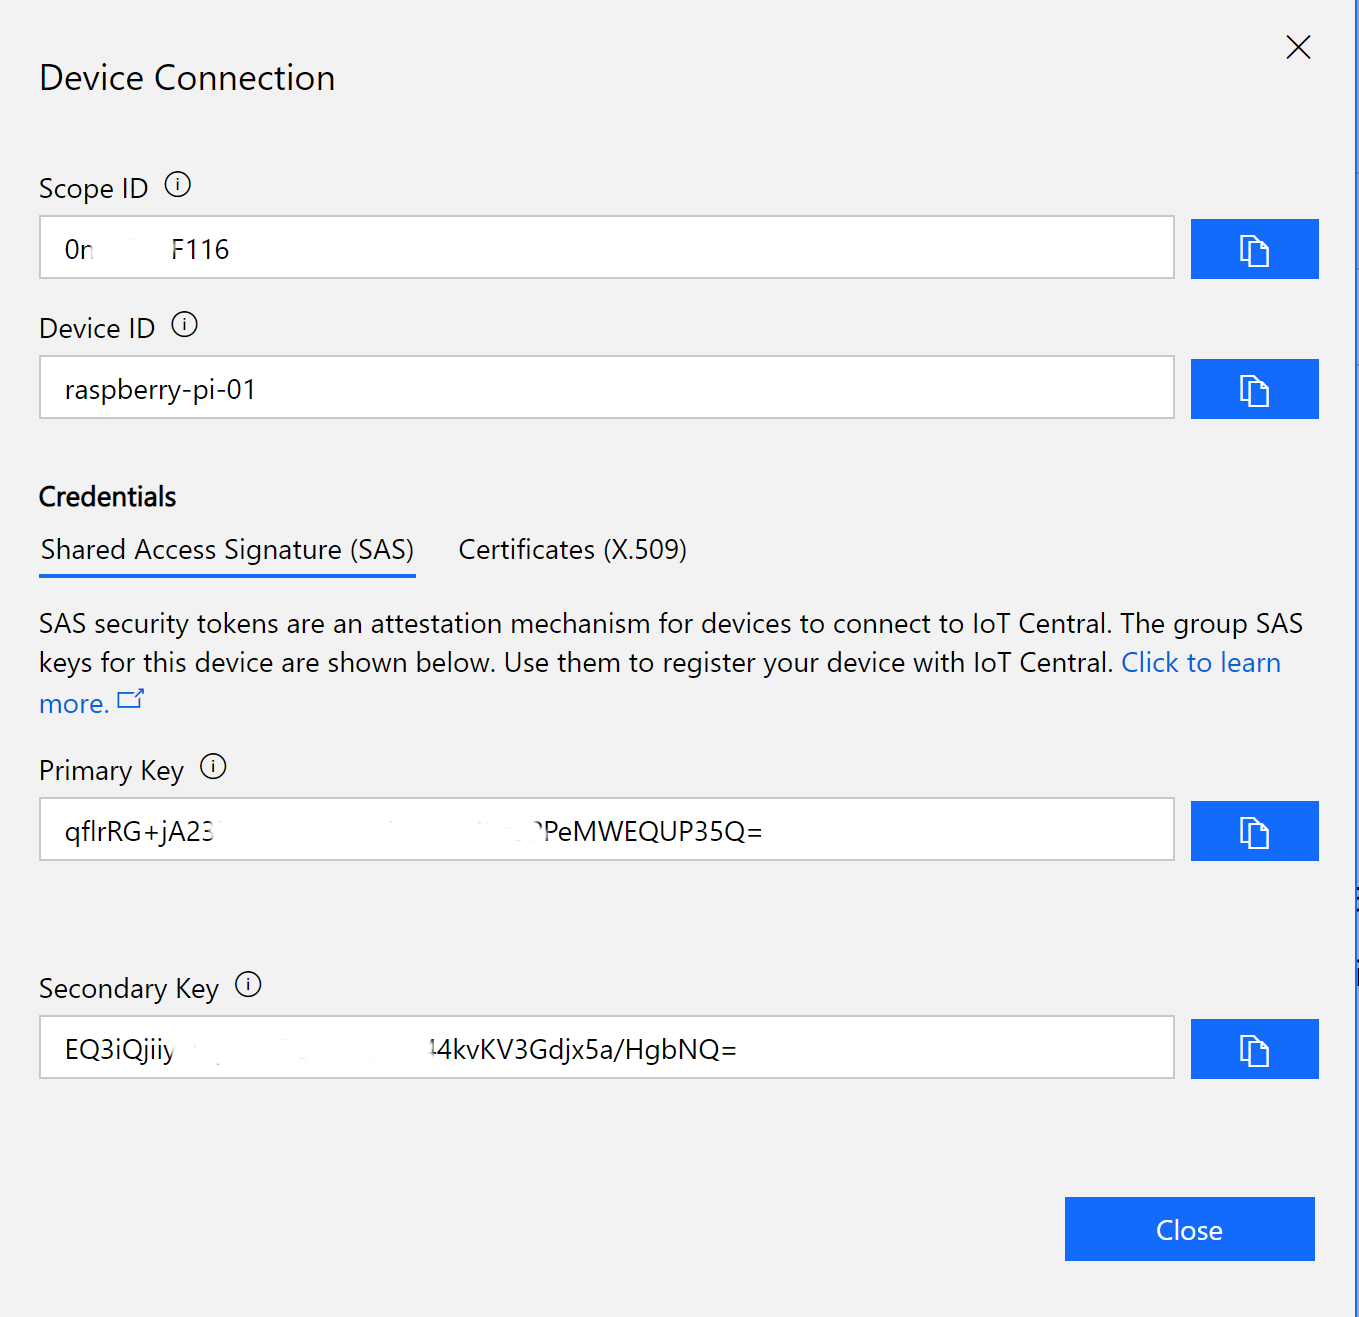 Device Connection
Scope ID
0n F116
Device ID
raspberry-pi-01
Credentials
Shared Access Signature (SAS) Certificates (X.509)
SAS security tokens are an attestation mechanism for devices to connect to IoT Central. The group SAS
keys for this device are shown below. Use them to register your device with IoT Central. Click to learn
more.
Primary Key
qflrRG+jA23 PeMWEQUP35Q=
Secondary Key
EQ3iQjiiy 4kvKV3Gdjx5a/HgbNQ=
Close